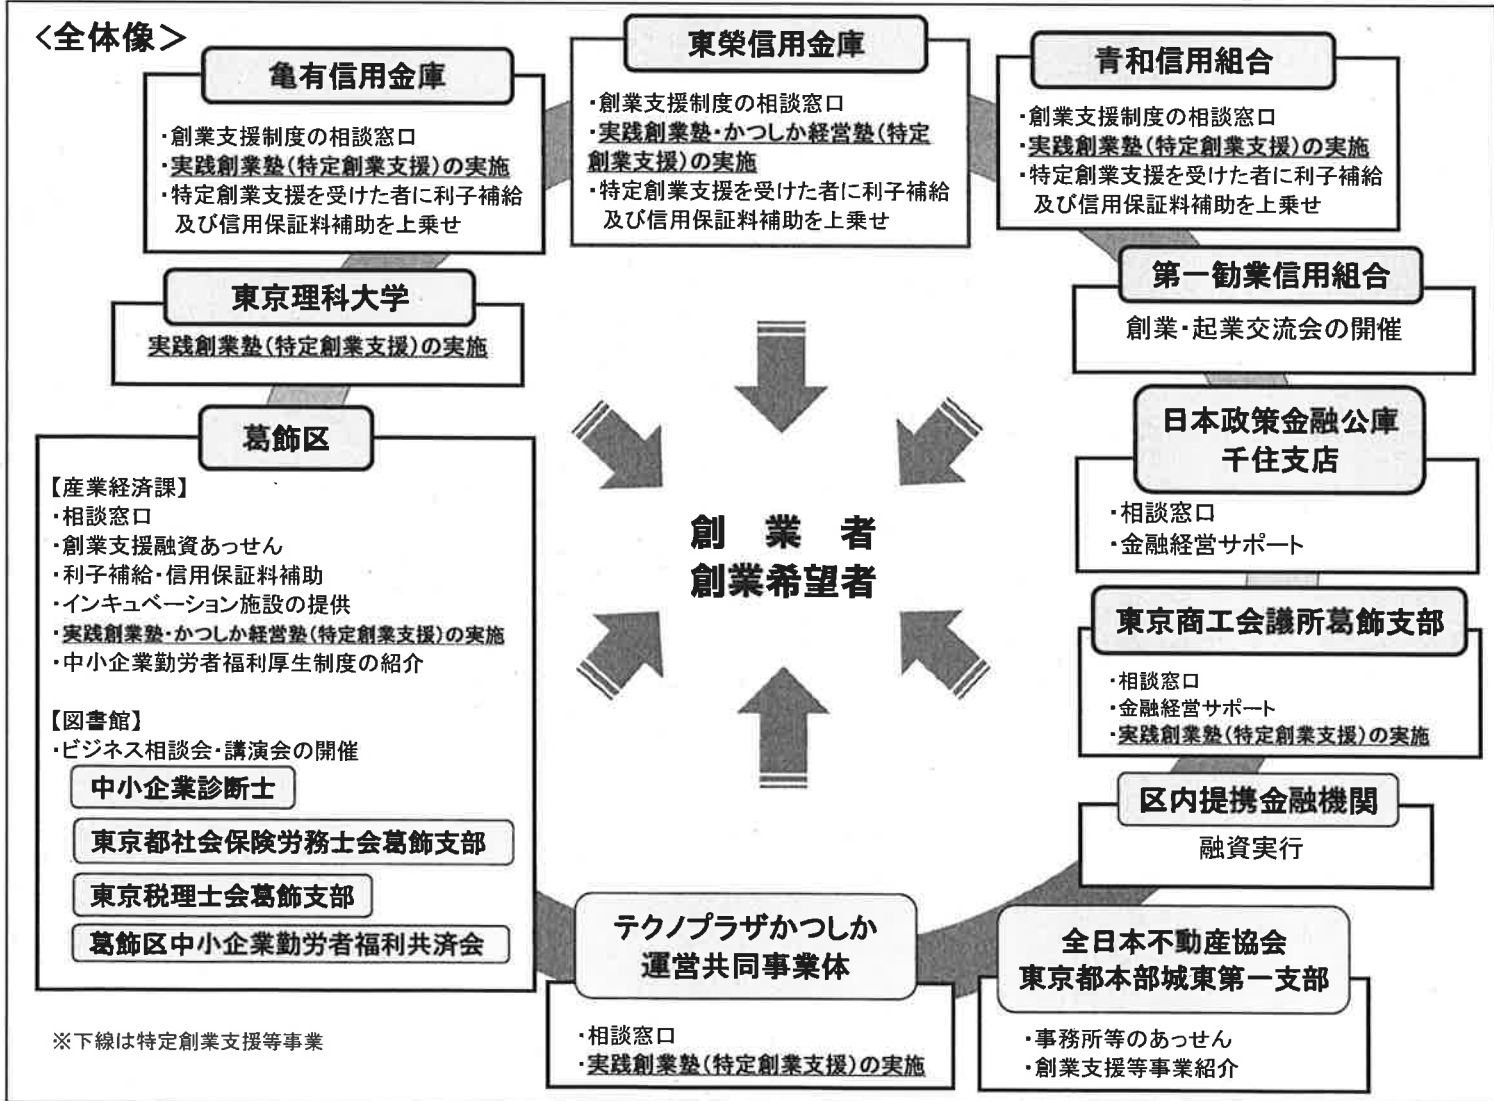 <全体像>
亀有信用金庫
・創業支援制度の相談窓口
・実践創業塾(特定創業支援)の実施
・特定創業支援を受けた者に利子補給
及び信用保証料補助を上乗せ
東榮信用金庫
・創業支援制度の相談窓口
・実践創業塾・かつしか経営塾(特定
創業支援)の実施
・特定創業支援を受けた者に利子補給
及び信用保証料補助を上乗せ
青和信用組合
・創業支援制度の相談窓口
・実践創業塾(特定創業支援)の実施
・特定創業支援を受けた者に利子補給
及び信用保証料補助を上乗せ
東京理科大学
実践創業塾(特定創業支援)の実施
第一勧業信用組合
創業・起業交流会の開催
葛飾区
【産業経済課】
・相談窓口
・創業支援融資あっせん
・利子補給・信用保証料補助
・インキュベーション施設の提供
・実践創業塾・かつしか経営塾(特定創業支援)の実施
・中小企業勤労者福利厚生制度の紹介
【図書館】
・ビジネス相談会・講演会の開催
中小企業診断士
東京都社会保険労務士会葛飾支部
東京税理士会葛飾支部
葛飾区中小企業勤労者福利共済会
創業者
創業希望者
日本政策金融公庫
千住支店
・相談窓口
・金融経営サポート
東京商工会議所葛飾支部
・相談窓口
・金融経営サポート
・実践創業塾(特定創業支援)の実施
区内提携金融機関
融資実行
テクノプラザかつしか
運営共同事業体
・相談窓口
・実践創業塾(特定創業支援)の実施
全日本不動産協会
東京都本部城東第一支部
・事務所等のあっせん
・創業支援等事業紹介
※下線は特定創業支援等事業